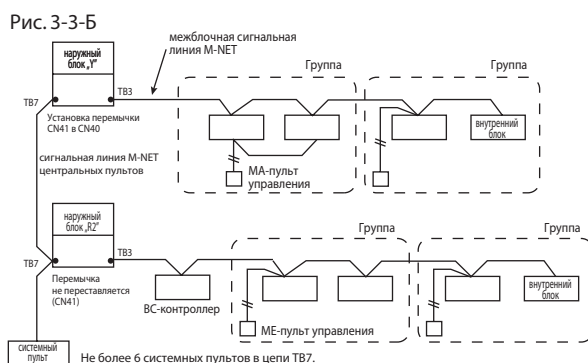 Рис. 3-3-Б
межблочная сигнальная
линия M-NET
наружный
блок „Y"
Группа
Группа
TB7
TB3
Установка перемычки
CN41 в CN40
внутренний
блок
сигнальная линия M-NET
центральных пультов
МА-пульт
управления
наружный
блок „R2"
Группа
Группа
TB7
TB3
Перемычка
не переставляется
(CN41)
ВС-контроллер
внутренний
блок
МЕ-пульт управления
системный
пульт
Не более 6 системных пультов в цепи TB7.